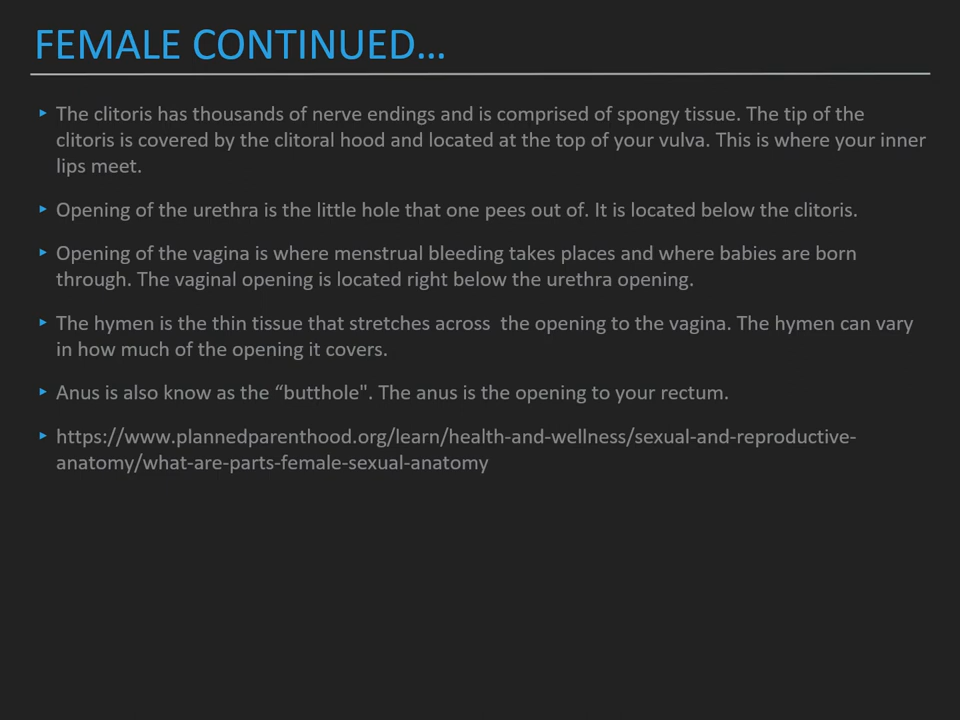 FEMALE CONTINUED…
▸ The clitoris has thousands of nerve endings and is comprised of spongy tissue. The tip of the
clitoris is covered by the clitoral hood and located at the top of your vulva. This is where your inner
lips meet.
▸ Opening of the urethra is the little hole that one pees out of. It is located below the clitoris.
▸ Opening of the vagina is where menstrual bleeding takes places and where babies are born
through. The vaginal opening is located right below the urethra opening.
▸ The hymen is the thin tissue that stretches across  the opening to the vagina. The hymen can vary
in how much of the opening it covers.
▸ Anus is also know as the “butthole". The anus is the opening to your rectum.
▸ https://www.plannedparenthood.org/learn/health-and-wellness/sexual-and-reproductive-
anatomy/what-are-parts-female-sexual-anatomy